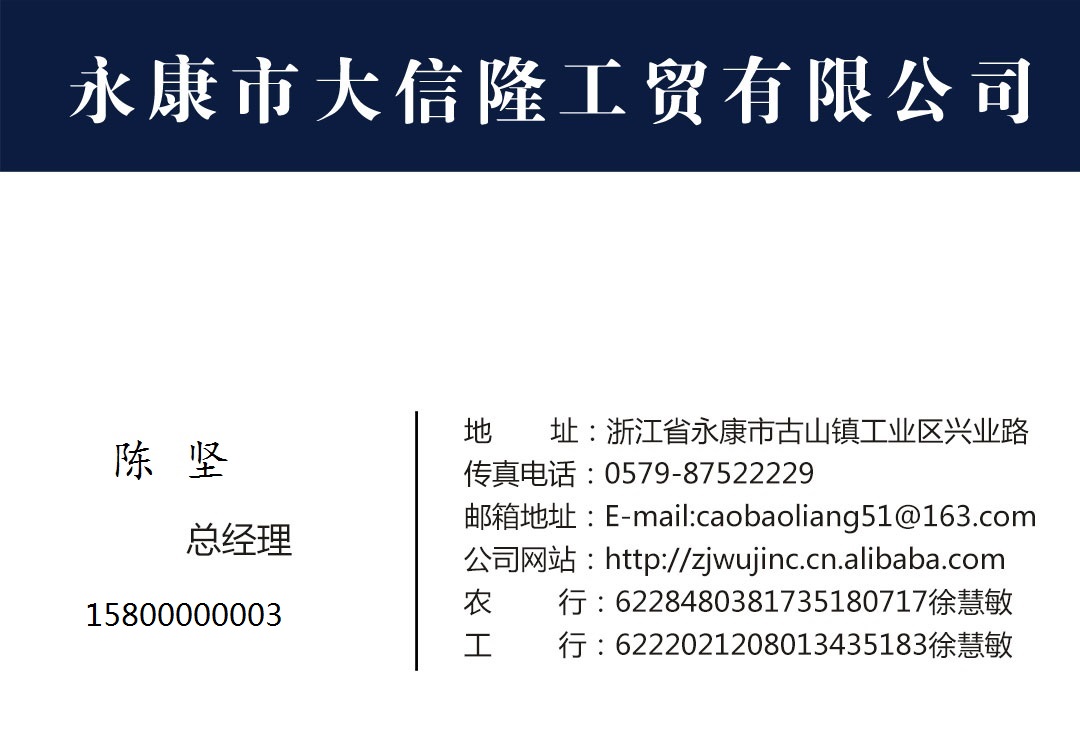 永康市大信隆工贸有限公司
陈 坚
总经理
15800000003
地 址：浙江省永康市古山镇工业区兴业路
传真电话：0579-87522229
邮箱地址：E-mail:caobaoliang51@163.com
公司网站：http://zjwujinc.cn.alibaba.com
农 行：6228480381735180717徐慧敏
工 行：6222021208013435183徐慧敏